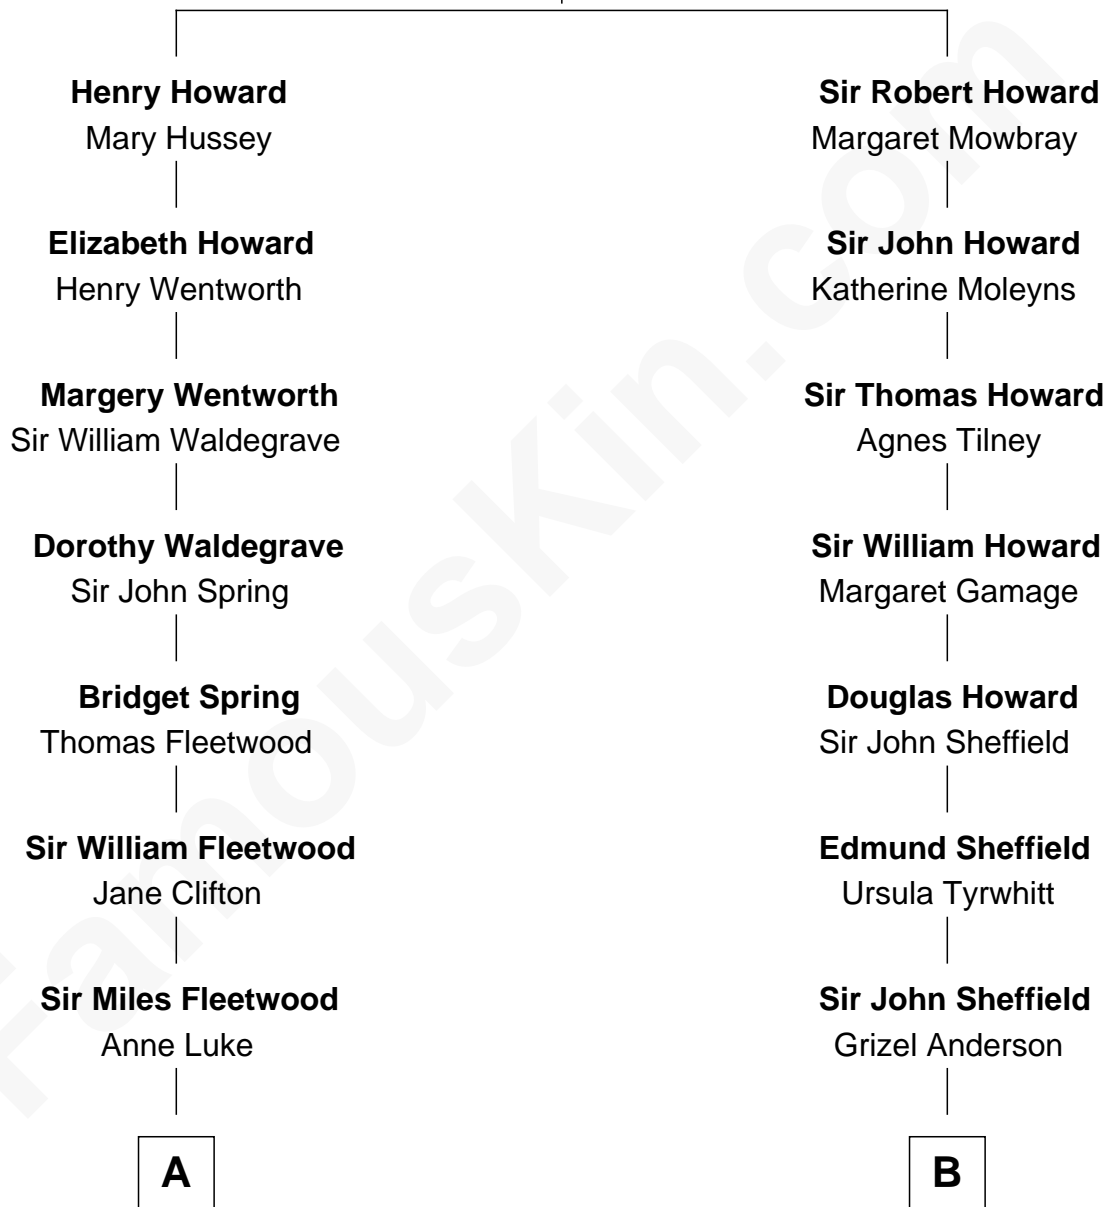 Henry Howard
Mary Hussey
Elizabeth Howard
Henry Wentworth
Margery Wentworth
Sir William Waldegrave
Dorothy Waldegrave
Sir John Spring
Bridget Spring
Thomas Fleetwood
Sir William Fleetwood
Jane Clifton
Sir Miles Fleetwood
Anne Luke
A
Sir Robert Howard
Margaret Mowbray
Sir John Howard
Katherine Moleyns
Sir Thomas Howard
Agnes Tilney
Sir William Howard
Margaret Gamage
Douglas Howard
Sir John Sheffield
Edmund Sheffield
Ursula Tyrwhitt
Sir John Sheffield
Grizel Anderson
B
FamousKin.com